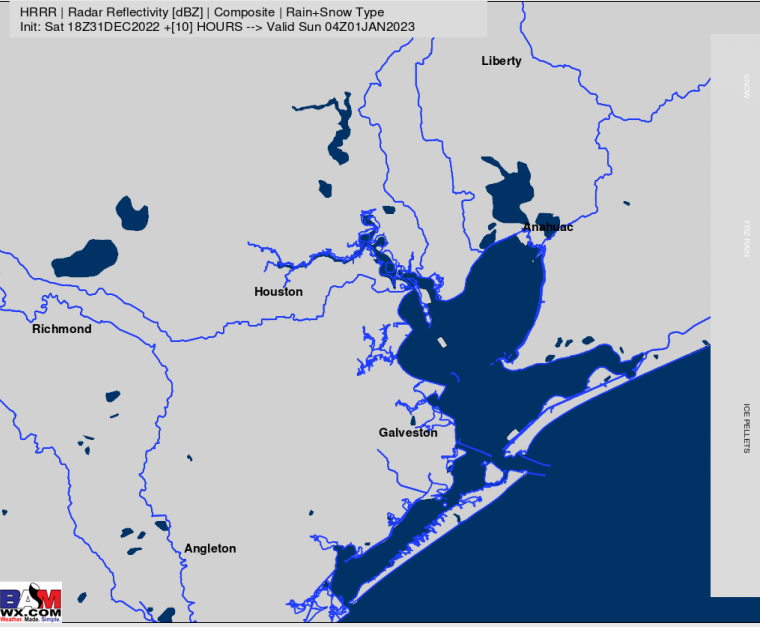 HRRR | Radar Reflectivity [dBZ] | Composite | Rain+Snow Type
Init: Sat 18Z31DEC2022 +[10] HOURS --> Valid Sun 04Z01JAN2023
Liberty
SNOW
Anahuac
FRZ RAIN
Houston
Richmond
ICE PELLETS
Galveston
Angleton
BAM
WX.COM
Weather. Made. Simple.